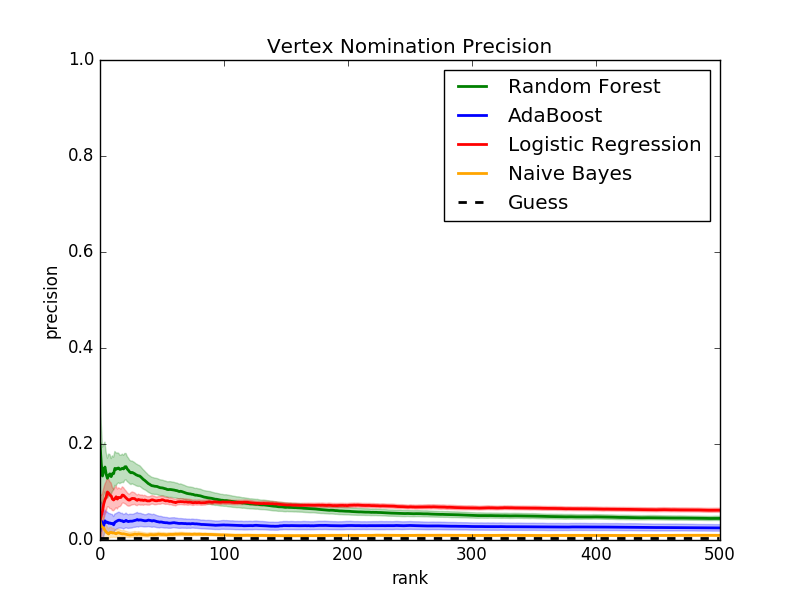 Vertex Nomination Precision
1.0
0.8
0.6
0.4
0.2
0.0
precision
Random Forest
AdaBoost
Logistic Regression
Naive Bayes
Guess
0 100 200 300 400 500
rank